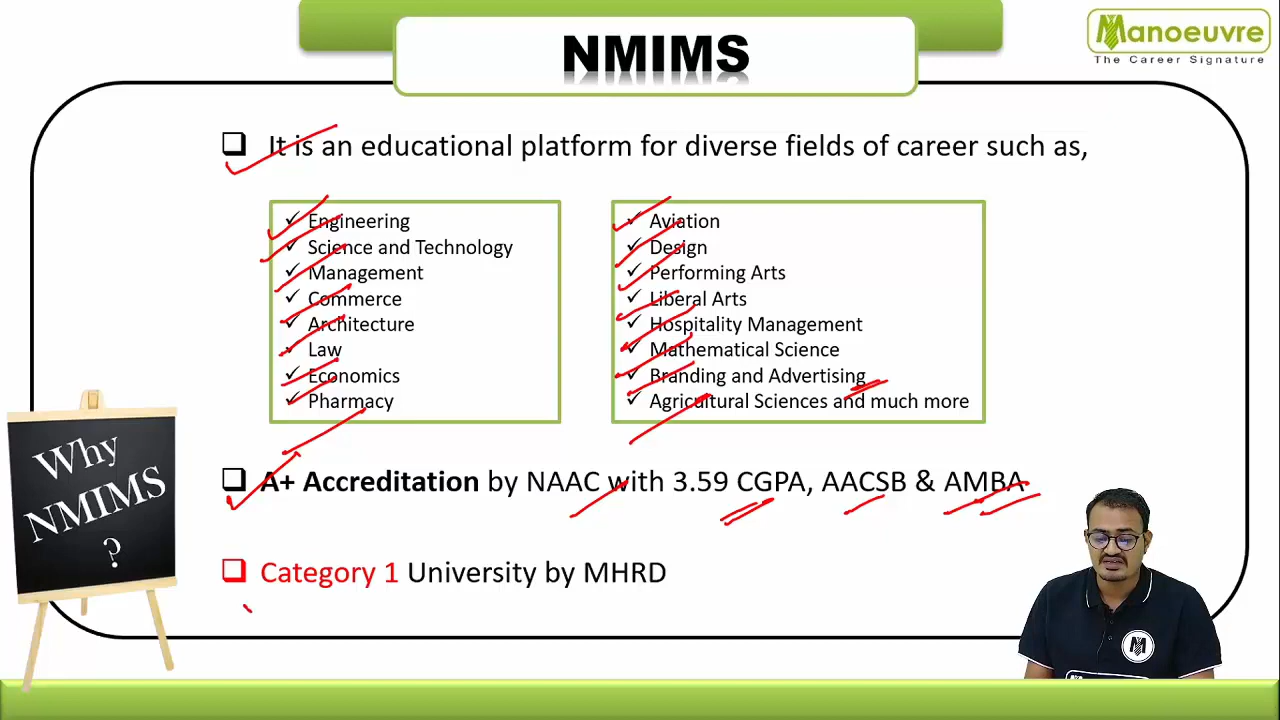 NMIMS
Manoeuvre
The Career Signature
It is an educational platform for diverse fields of career such as,
Engineering
Science and Technology
Management
Commerce
Architecture
Law
Economics
Pharmacy
Aviation
Design
Performing Arts
Liberal Arts
Hospitality Management
Mathematical Science
Branding and Advertising
Agricultural Sciences and much more
Why
NMIMS
?
A+ Accreditation by NAAC with 3.59 CGPA, AACSB & AMBA
Category 1 University by MHRD
M